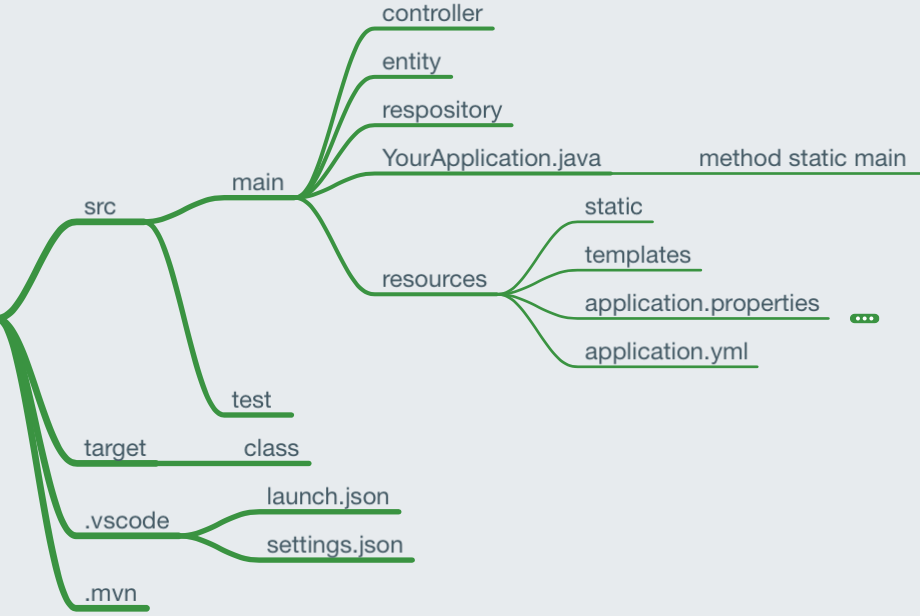 controller
entity
respository
YourApplication.java
method static main
main
src
static
templates
resources
application.properties
application.yml
test
target
class
launch.json
.vscode
settings.json
.mvn